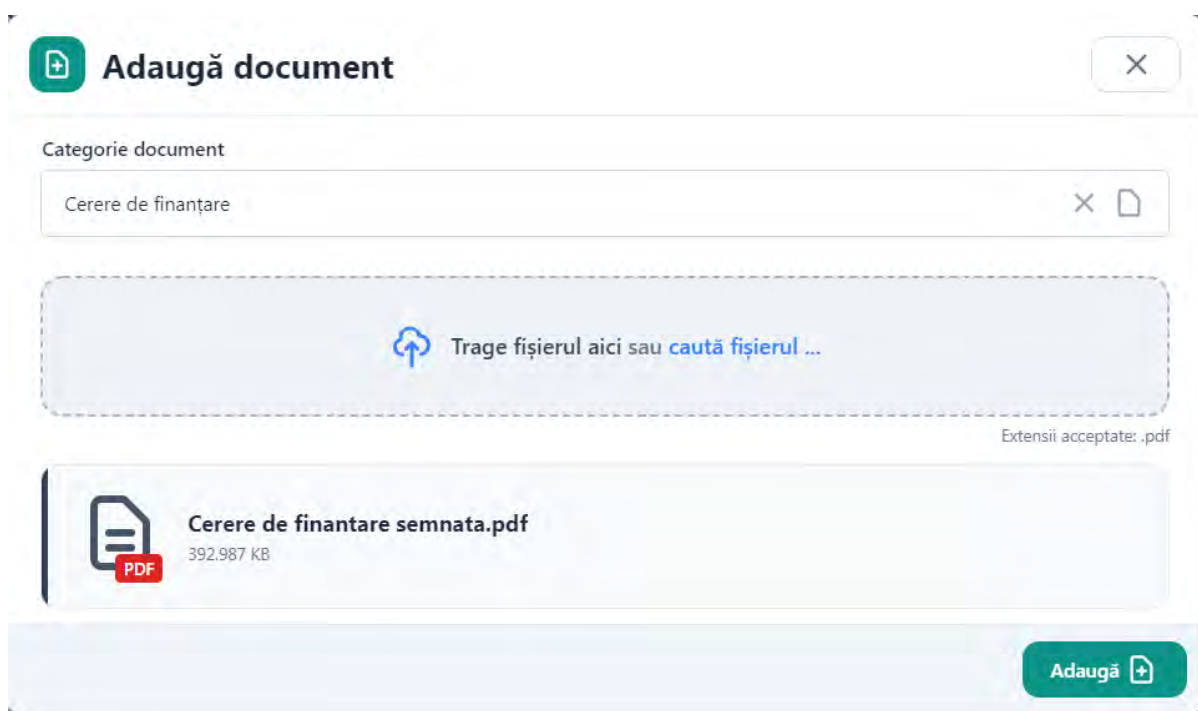 Adaugă document
Categorie document
Cerere de finanțare
Trage fișierul aici sau caută fișierul ...
Extensii acceptate: .pdf
Cerere de finantare semnata.pdf
392.987 KB
PDF
Adaugă